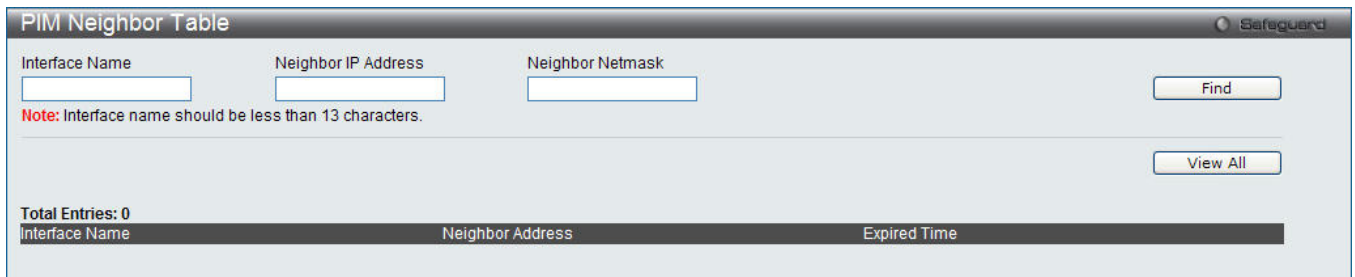 PIM Neighbor Table
Safeguard
Interface Name Neighbor IP Address Neighbor Netmask
Find
Note: Interface name should be less than 13 characters.
View All
Total Entries: 0
Interface Name Neighbor Address Expired Time